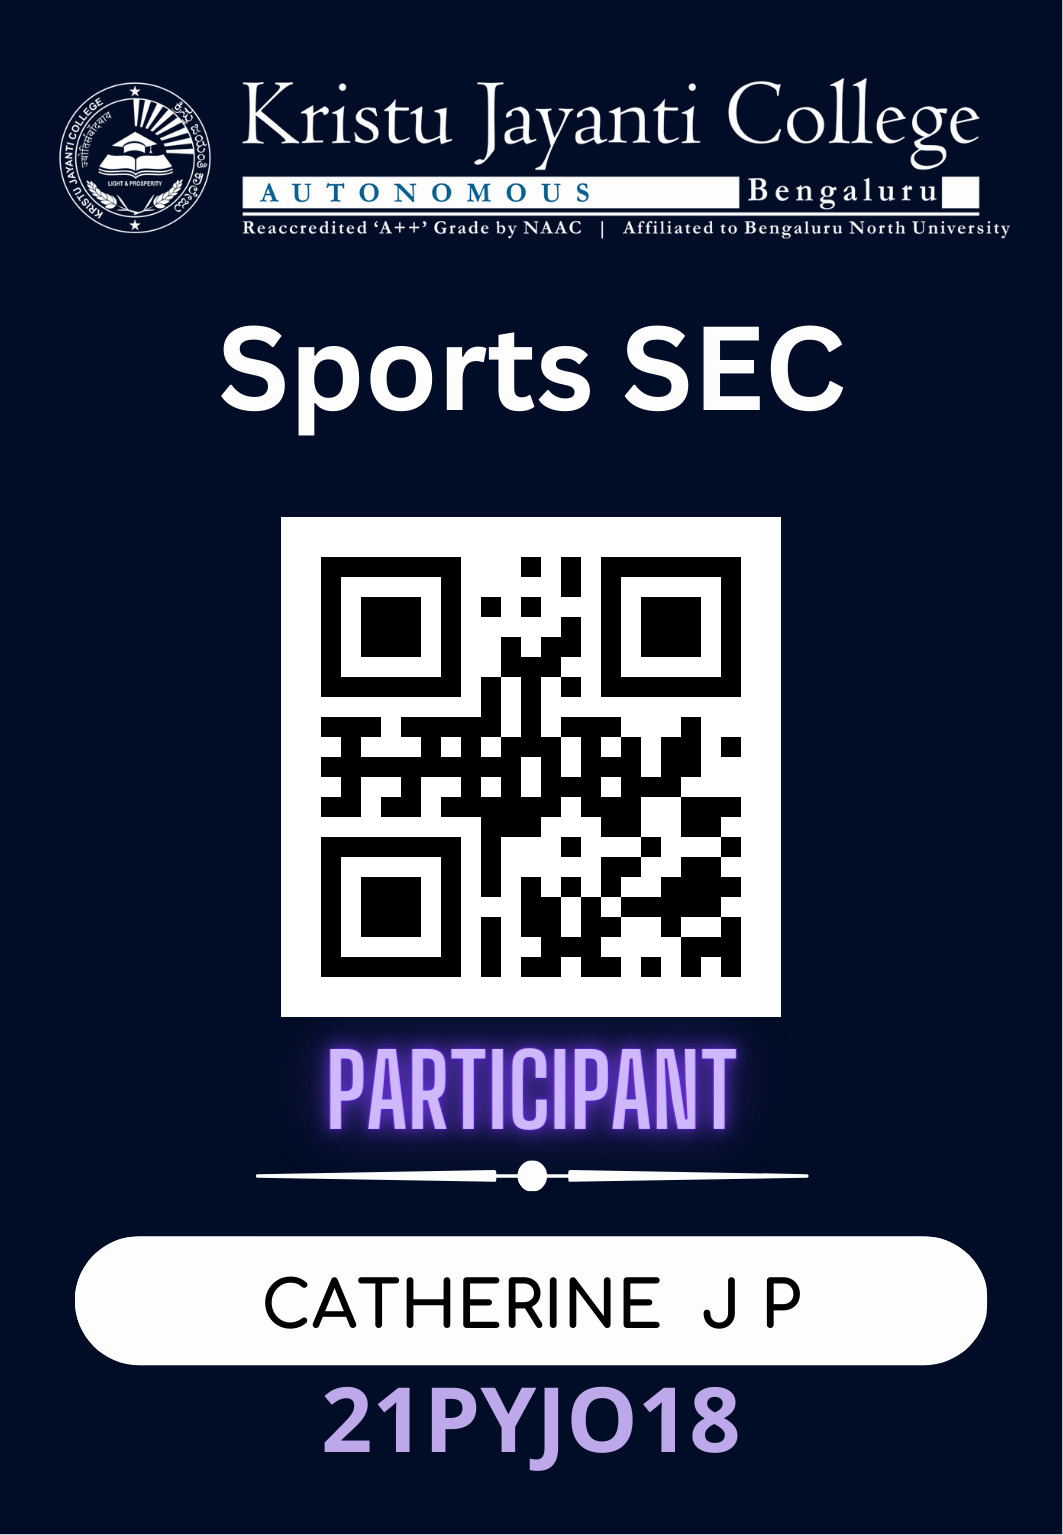 Kristu Jayanti College
AUTONOMOUS Bengaluru
Reaccredited ‘A++’ Grade by NAAC | Affiliated to Bengaluru North University
KRISTU JAYANTI COLLEGE
LIGHT & PROSPERITY
Sports SEC
PARTICIPANT
CATHERINE J P
21PYJO18